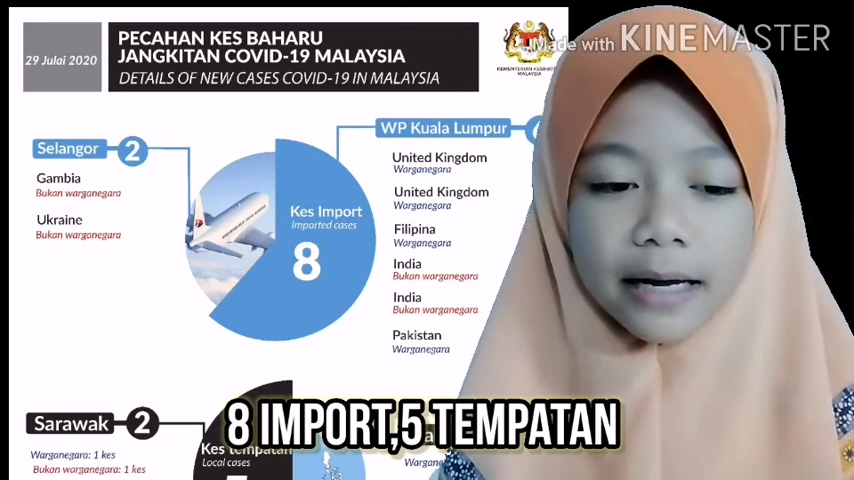 29 Julai 2020
PECAHAN KES BAHARU
JANGKITAN COVID-19 MALAYSIA
DETAILS OF NEW CASES COVID-19 IN MALAYSIA
KEMENTERIAN KESIHATAN
MALAYSIA
Made with KINEMASTER
Selangor 2
Gambia
Bukan warganegara
Ukraine
Bukan warganegara
Kes Import
Imported cases
8
WP Kuala Lumpur
United Kingdom
Warganegara
United Kingdom
Warganegara
Filipina
Warganegara
India
Bukan warganegara
India
Bukan warganegara
Pakistan
Warganegara
Sarawak 2
Warganegara: 1 kes
Bukan warganegara: 1 kes
Kes tempatan
Local cases
8 IMPORT,5 TEMPATAN